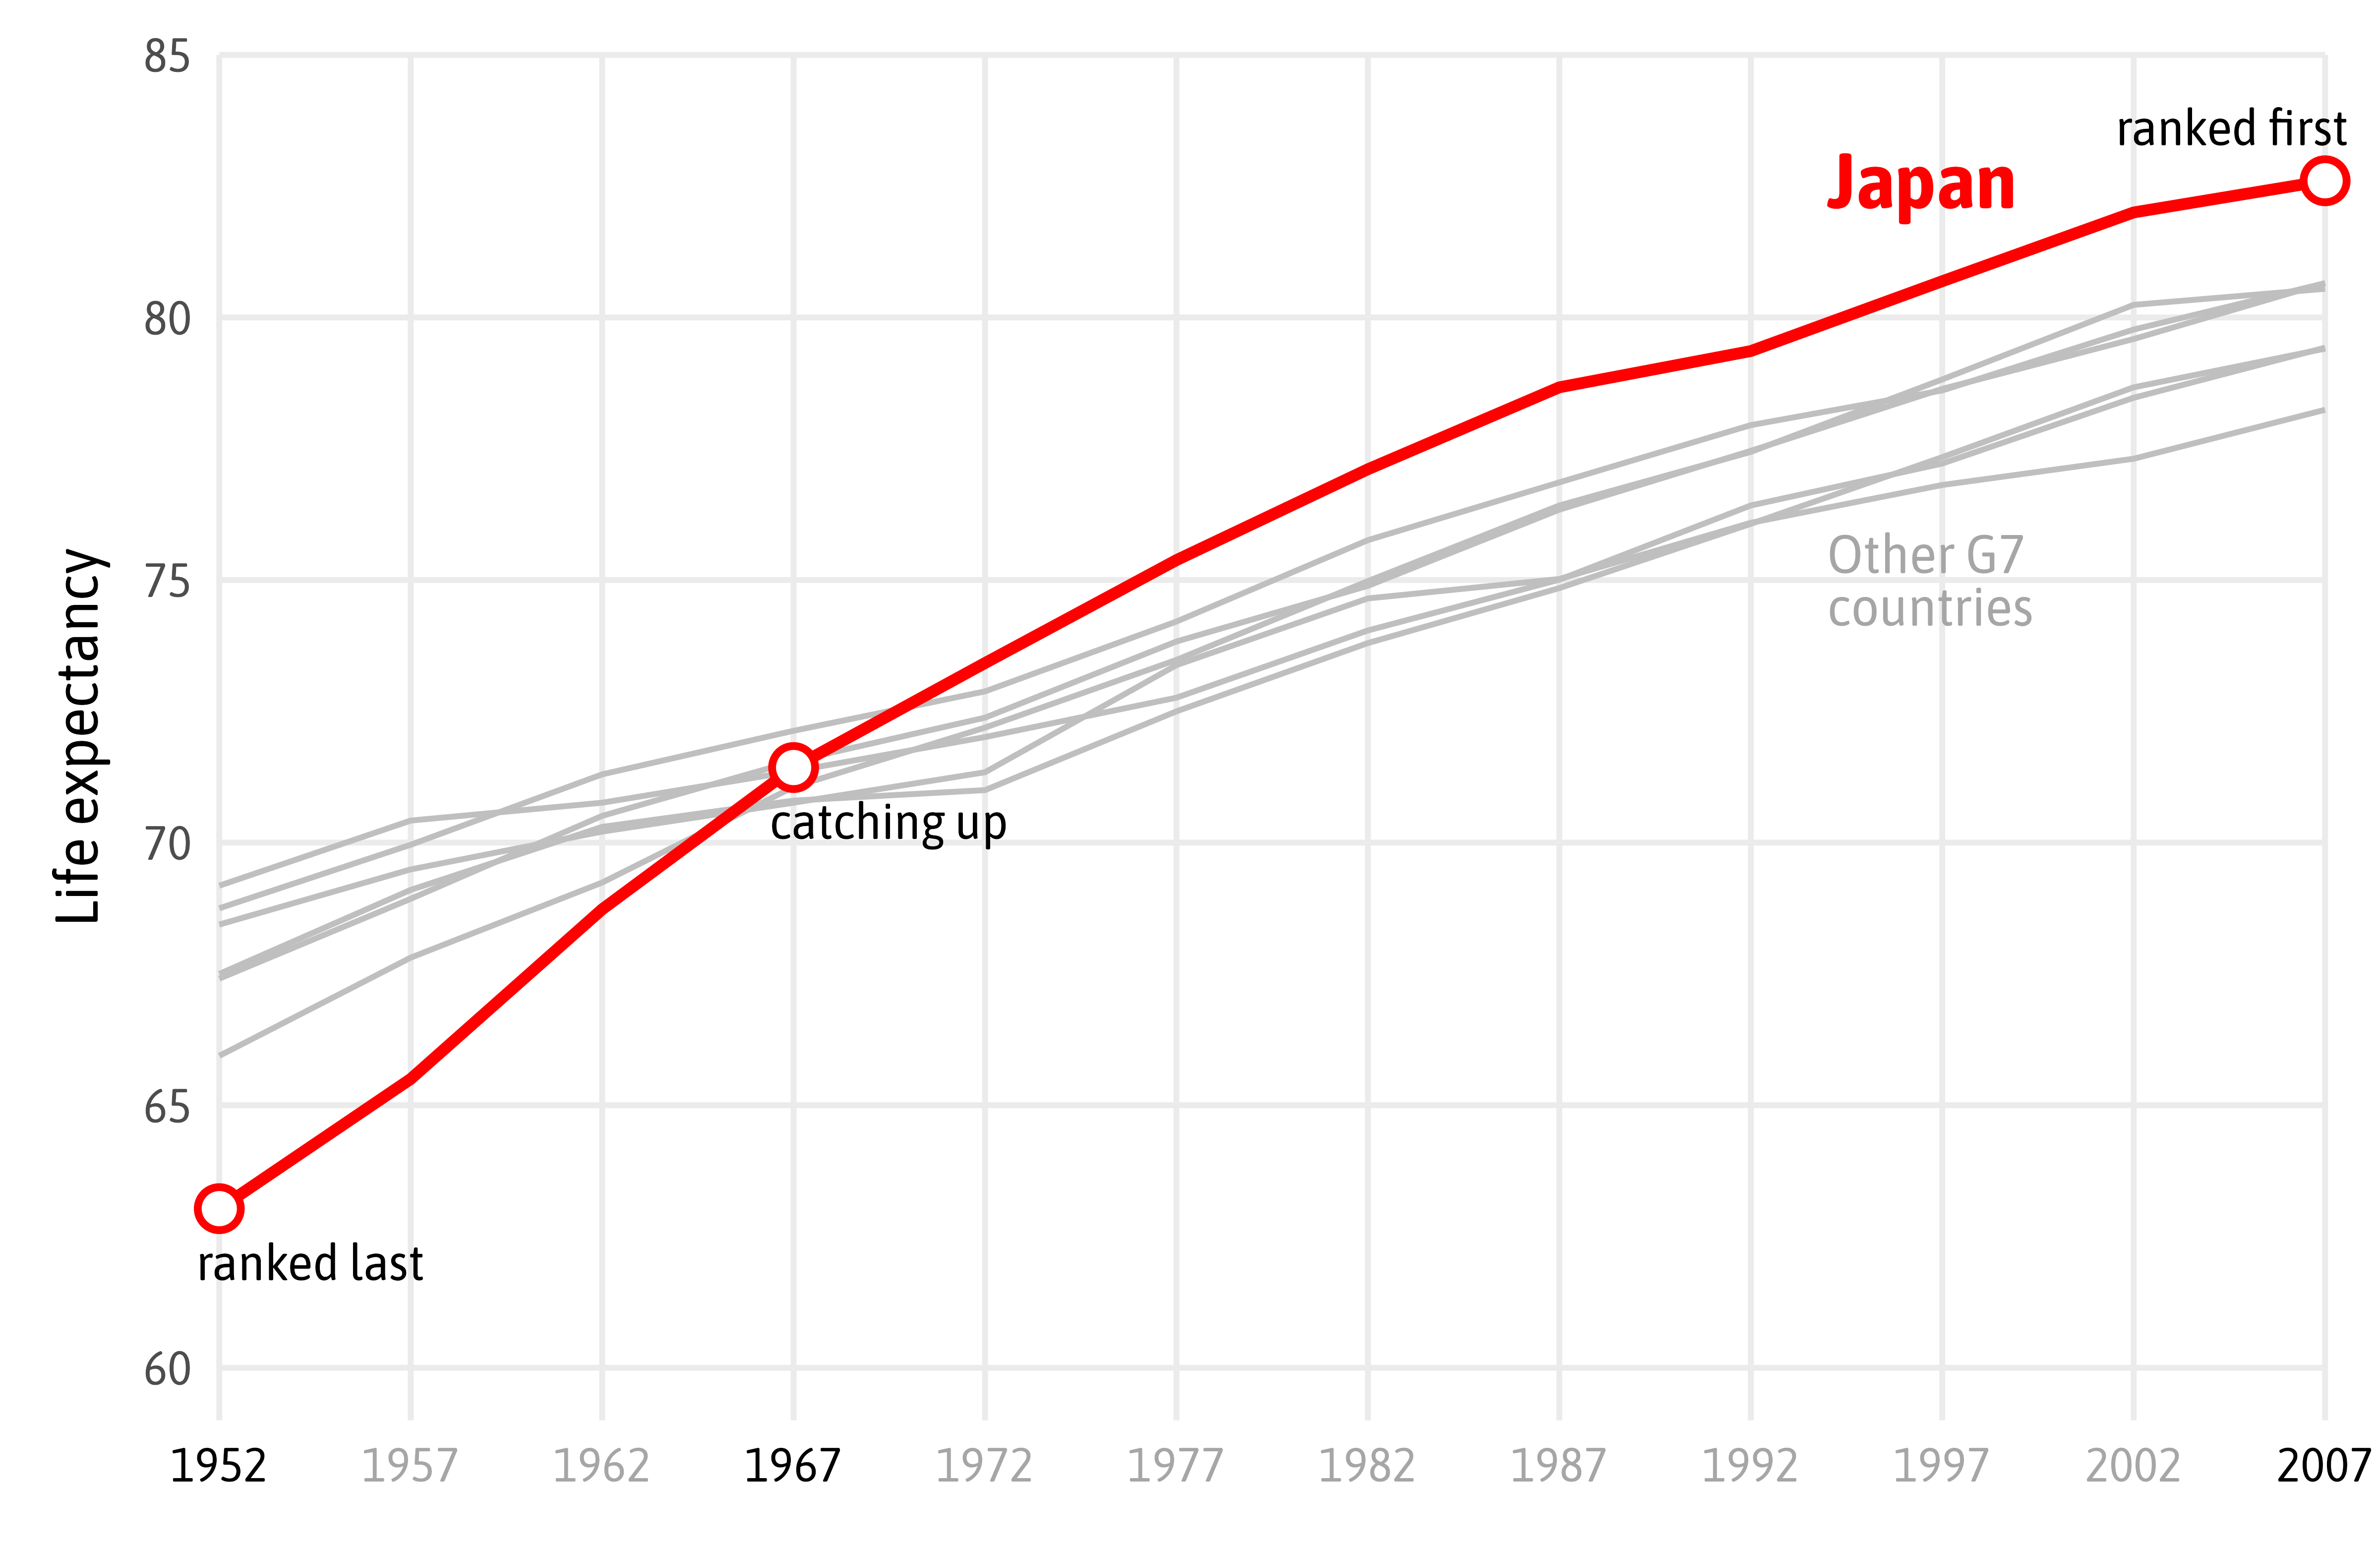 85
80
75
70
65
60
Life expectancy
ranked first
Japan
Other G7
countries
catching up
ranked last
1952 1957 1962 1967 1972 1977 1982 1987 1992 1997 2002 2007